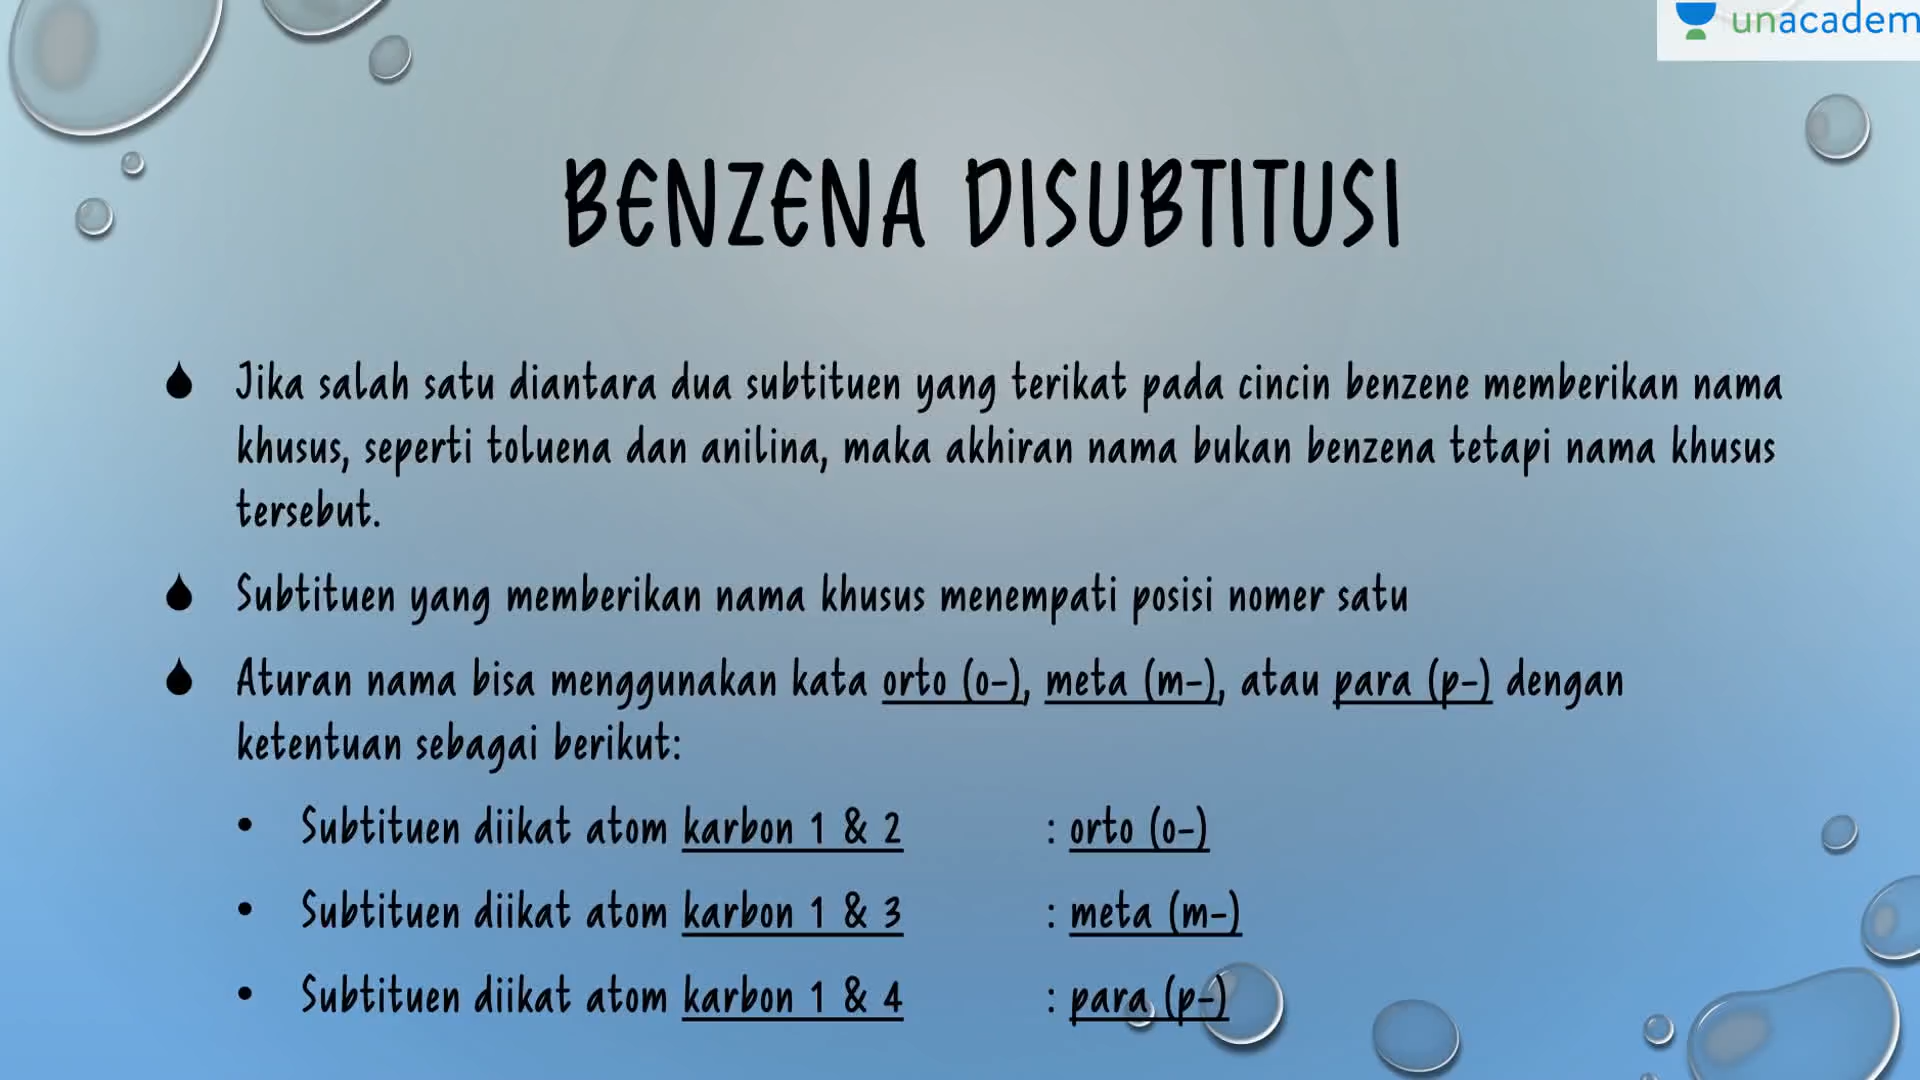 unacadem
BENZENA DISUBTITUSI
Jika salah satu diantara dua subtituen yang terikat pada cincin benzene memberikan nama
khusus, seperti toluena dan anilina, maka akhiran nama bukan benzena tetapi nama khusus
tersebut.
Subtituen yang memberikan nama khusus menempati posisi nomer satu
Aturan nama bisa menggunakan kata orto (o-), meta (m-), atau para (p-) dengan
ketentuan sebagai berikut:
• Subtituen diikat atom karbon 1 & 2 : orto (o-)
• Subtituen diikat atom karbon 1 & 3 : meta (m-)
• Subtituen diikat atom karbon 1 & 4 : para (p-)